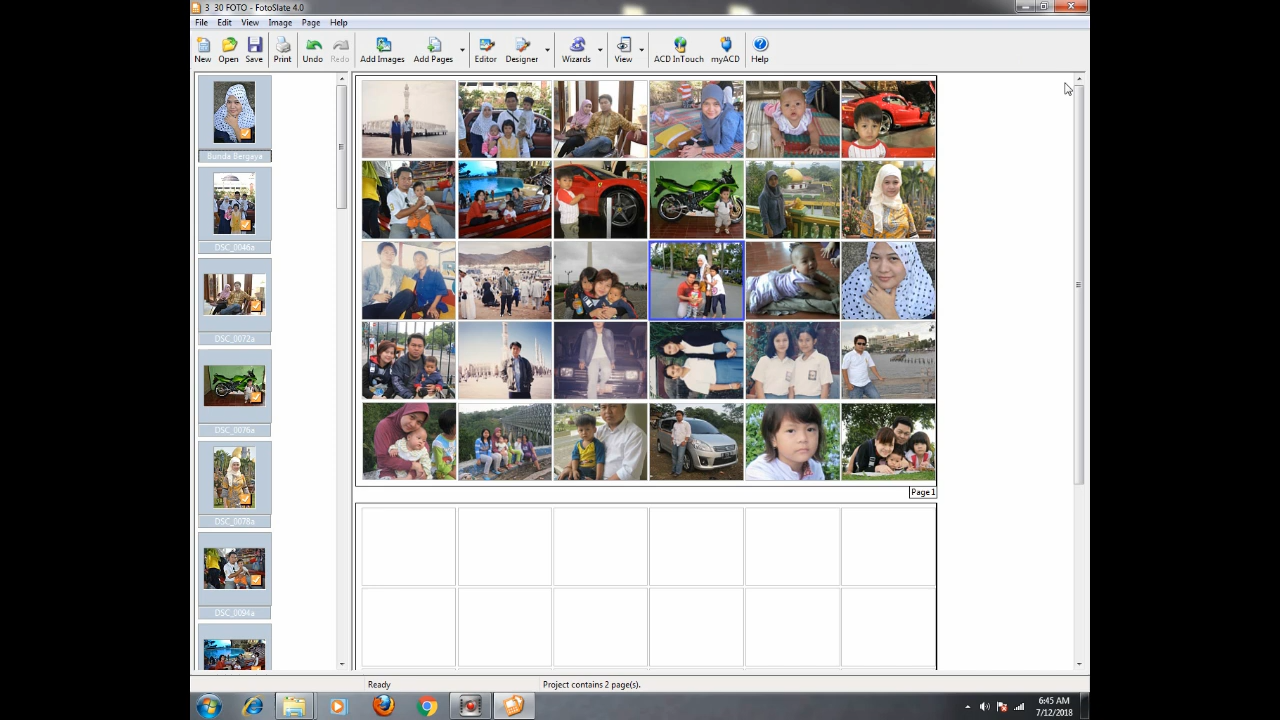 3 30 FOTO - FotoSlate 4.0
File Edit View Image Page Help
New Open Save Print Undo Redo Add Images Add Pages Editor Designer Wizards View ACD InTouch myACD Help
Bunda Bergaya
DSC_0046a
DSC_0072a
DSC_0076a
DSC_0078a
DSC_0094a
Page 1
Ready Project contains 2 page(s).
6:45 AM
7/12/2018